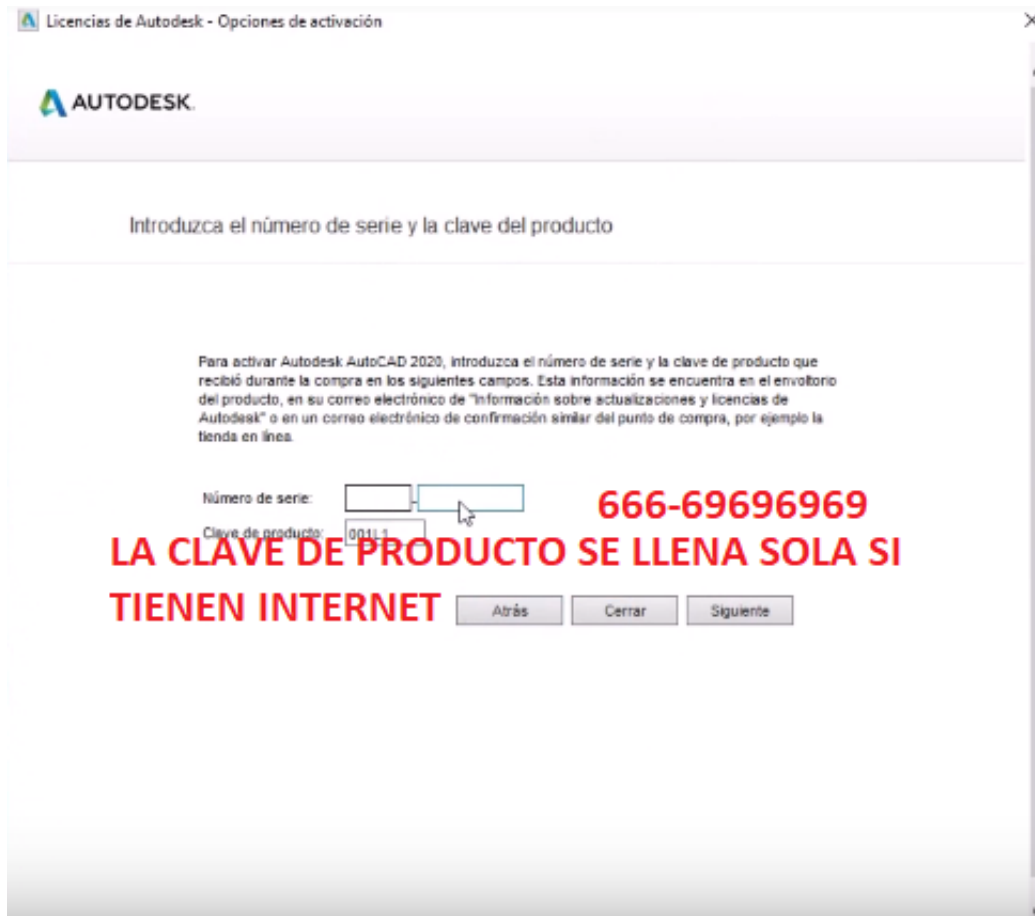 Licencias de Autodesk - Opciones de activación
AUTODESK.
Introduzca el número de serie y la clave del producto
Para activar Autodesk AutoCAD 2020, introduzca el número de serie y la clave de producto que
recibió durante la compra en los siguientes campos. Esta información se encuentra en el envoltorio
del producto, en su correo electrónico de "Información sobre actualizaciones y licencias de
Autodesk" o en un correo electrónico de confirmación similar del punto de compra, por ejemplo la
tienda en línea.
Número de serie: - 666-69696969
Clave de producto: 001L1
LA CLAVE DE PRODUCTO SE LLENA SOLA SI
TIENEN INTERNET
Atrás Cerrar Siguiente